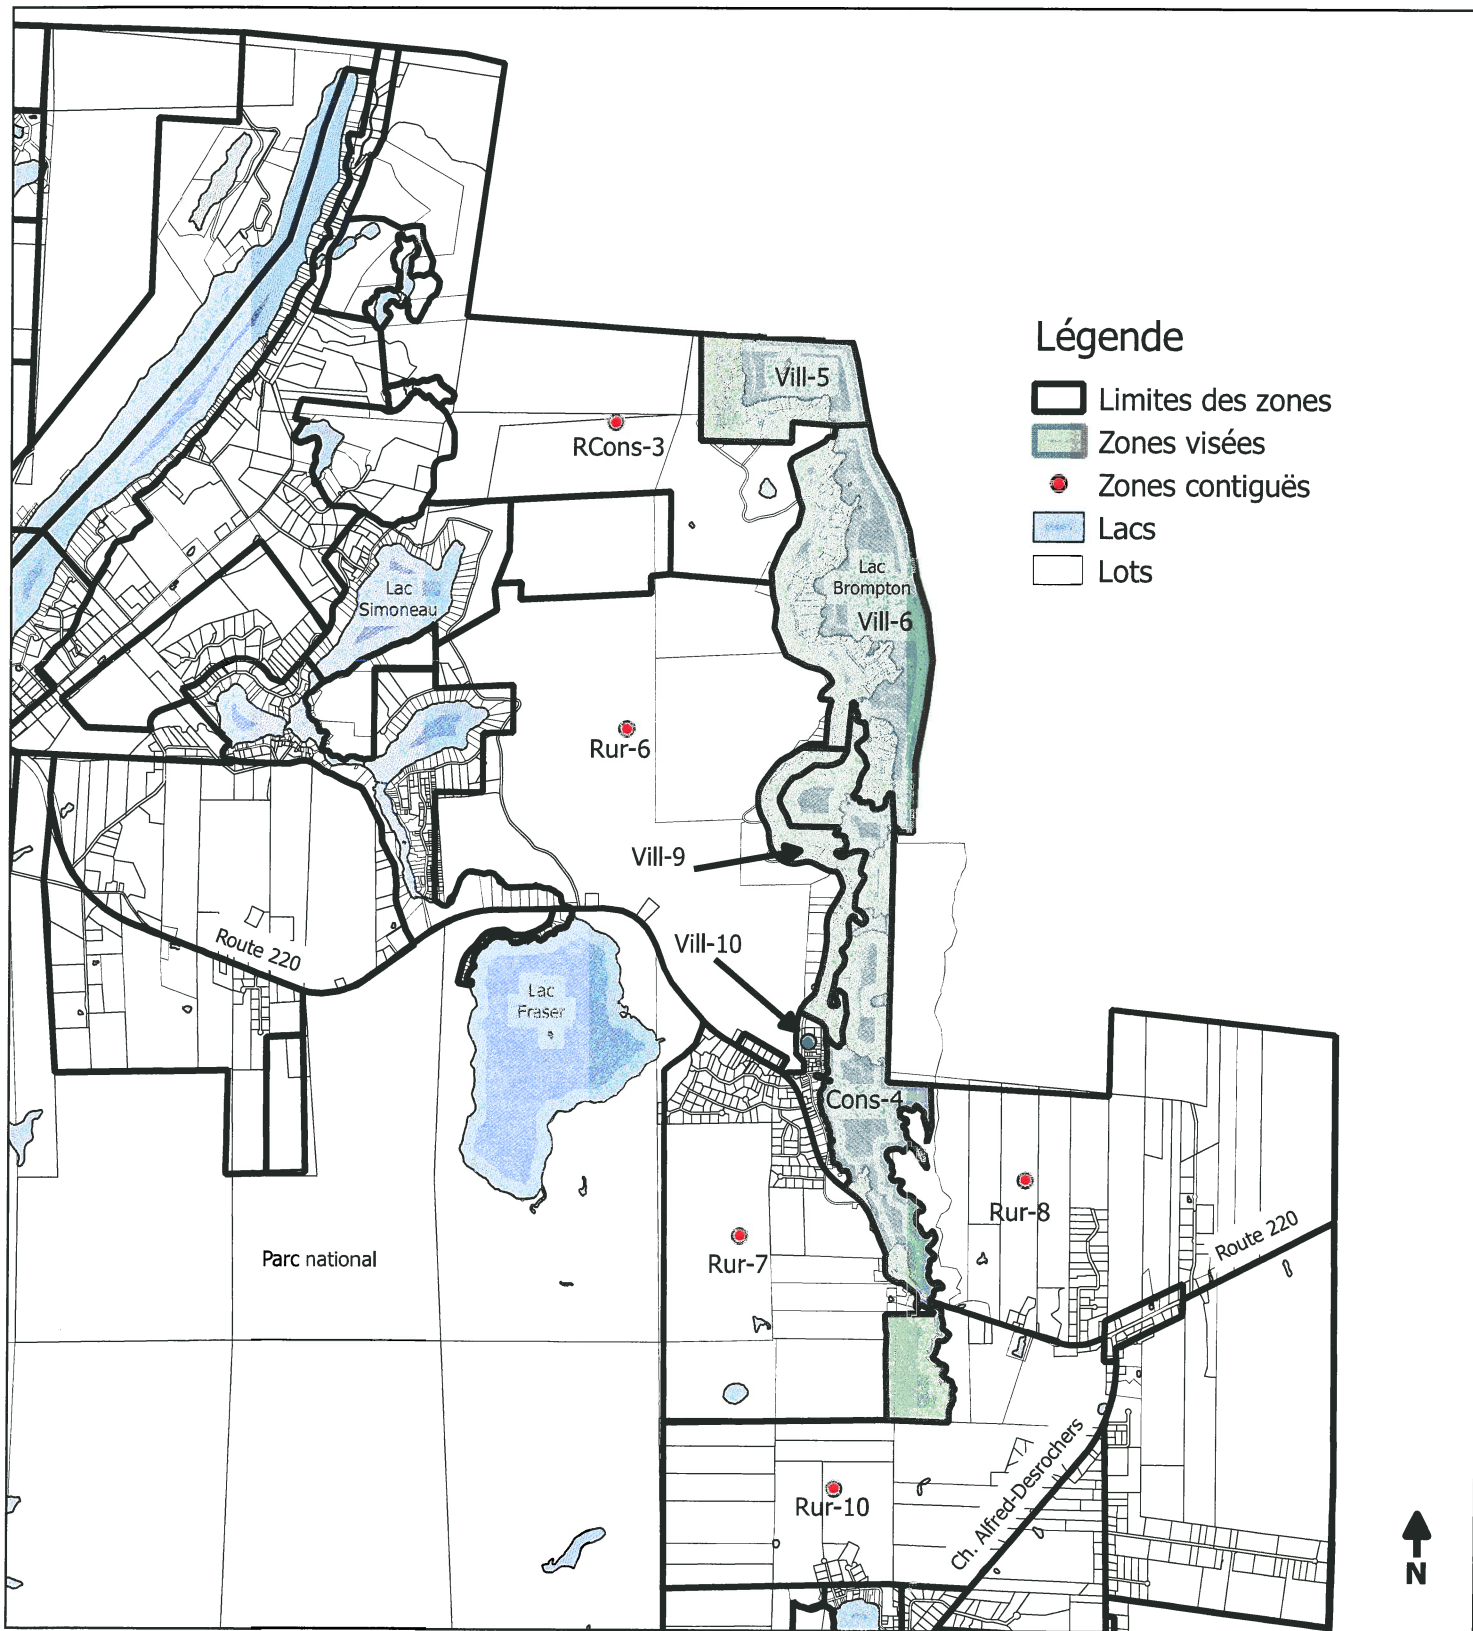 Légende
Limites des zones
Zones visées
Zones contiguës
Lacs
Lots
Vill-5
RCons-3
Lac
Brompton
Vill-6
Lac
Simoneau
Rur-6
Vill-9
Vill-10
Route 220
Lac
Fraser
Cons-4
Rur-8
Route 220
Rur-7
Parc national
Ch. Alfred-Desrochers
Rur-10
N